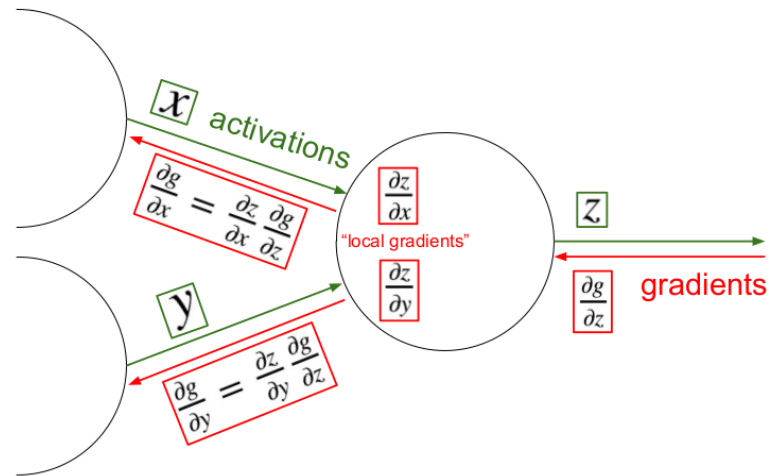 x activations
∂g/∂x = ∂z/∂x ∂g/∂z
∂z/∂x
"local gradients"
∂z/∂y
z
gradients
∂g/∂z
y
∂g/∂y = ∂z/∂y ∂g/∂z